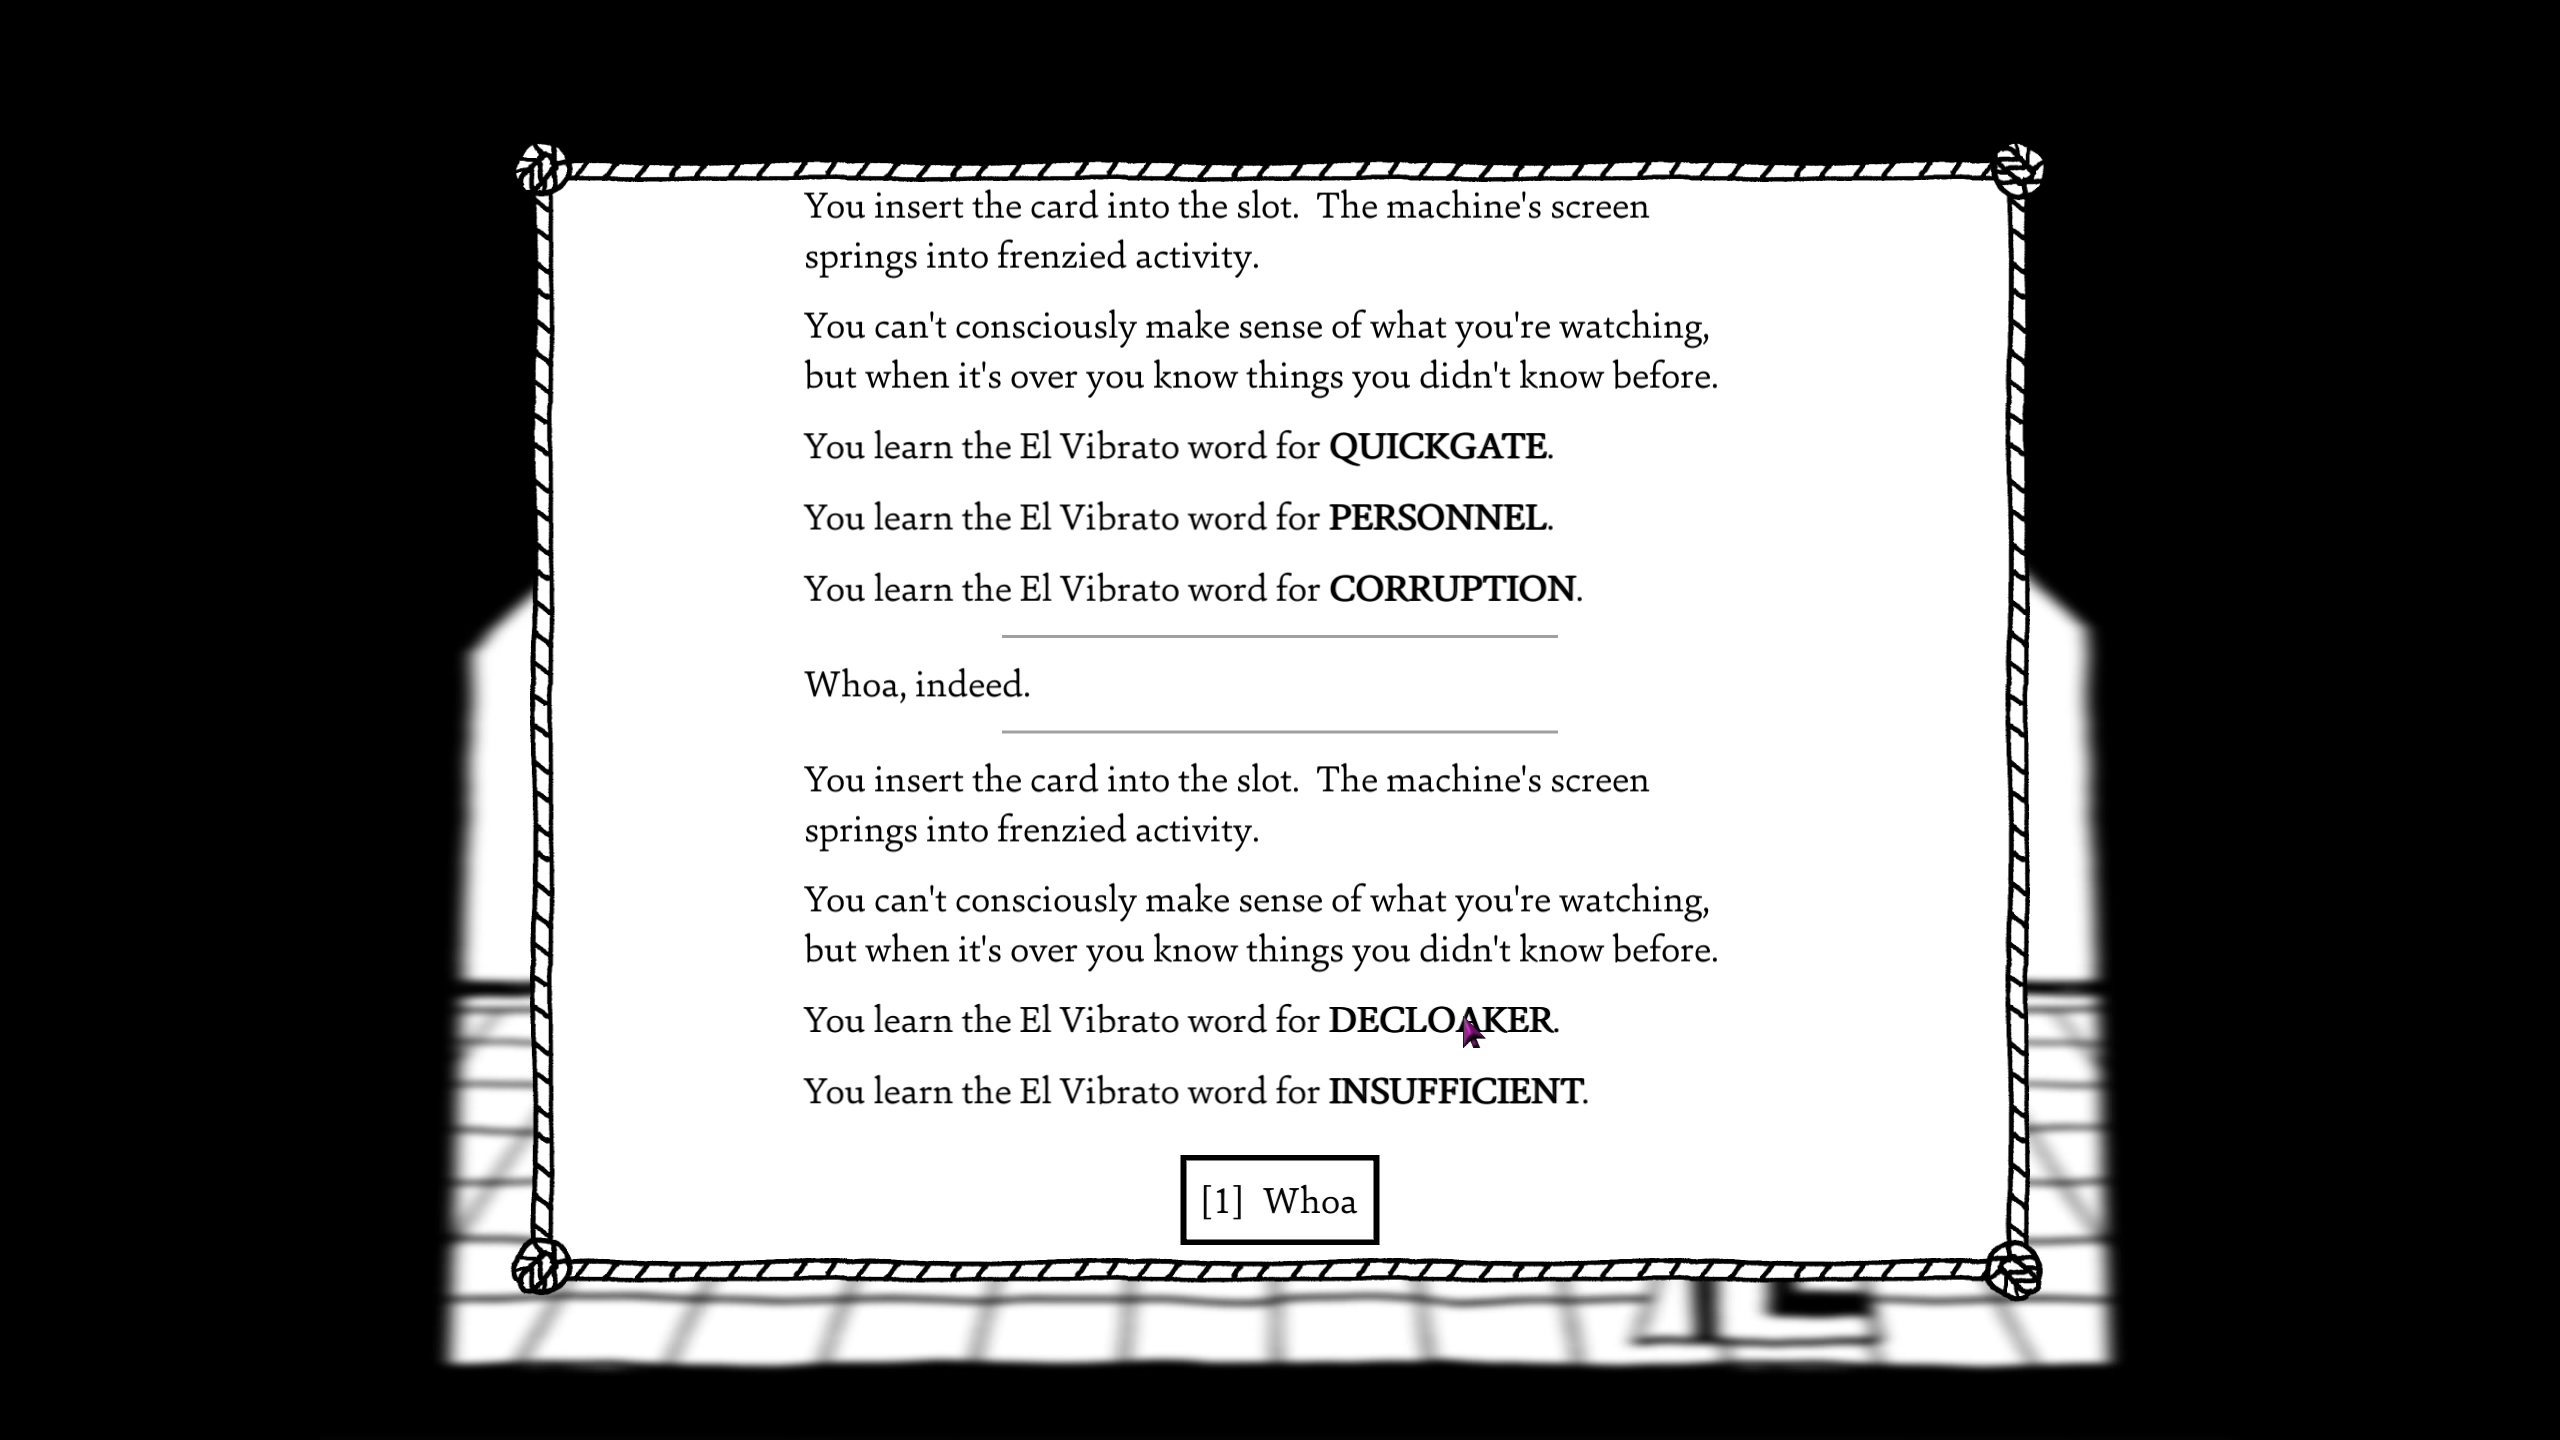 You insert the card into the slot.  The machine's screen
springs into frenzied activity.
You can't consciously make sense of what you're watching,
but when it's over you know things you didn't know before.
You learn the El Vibrato word for QUICKGATE.
You learn the El Vibrato word for PERSONNEL.
You learn the El Vibrato word for CORRUPTION.
Whoa, indeed.
You insert the card into the slot.  The machine's screen
springs into frenzied activity.
You can't consciously make sense of what you're watching,
but when it's over you know things you didn't know before.
You learn the El Vibrato word for DECLOAKER.
You learn the El Vibrato word for INSUFFICIENT.
[1]  Whoa